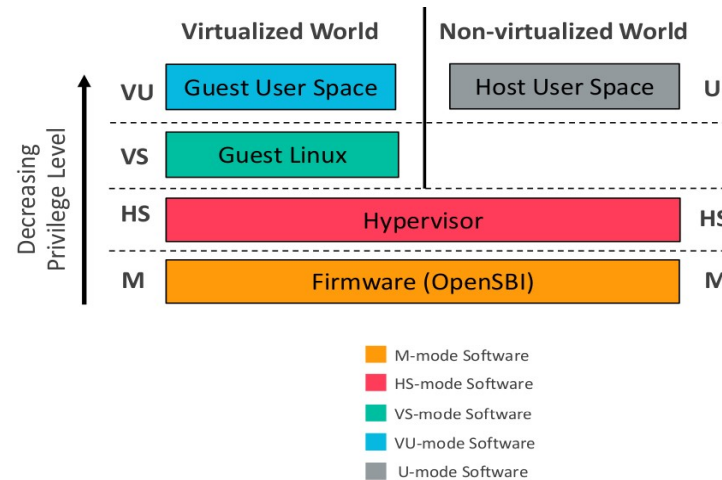 Virtualized World
Non-virtualized World
VU
Guest User Space
Host User Space
U
VS
Guest Linux
HS
Hypervisor
HS
M
Firmware (OpenSBI)
M
Decreasing
Privilege Level
M-mode Software
HS-mode Software
VS-mode Software
VU-mode Software
U-mode Software